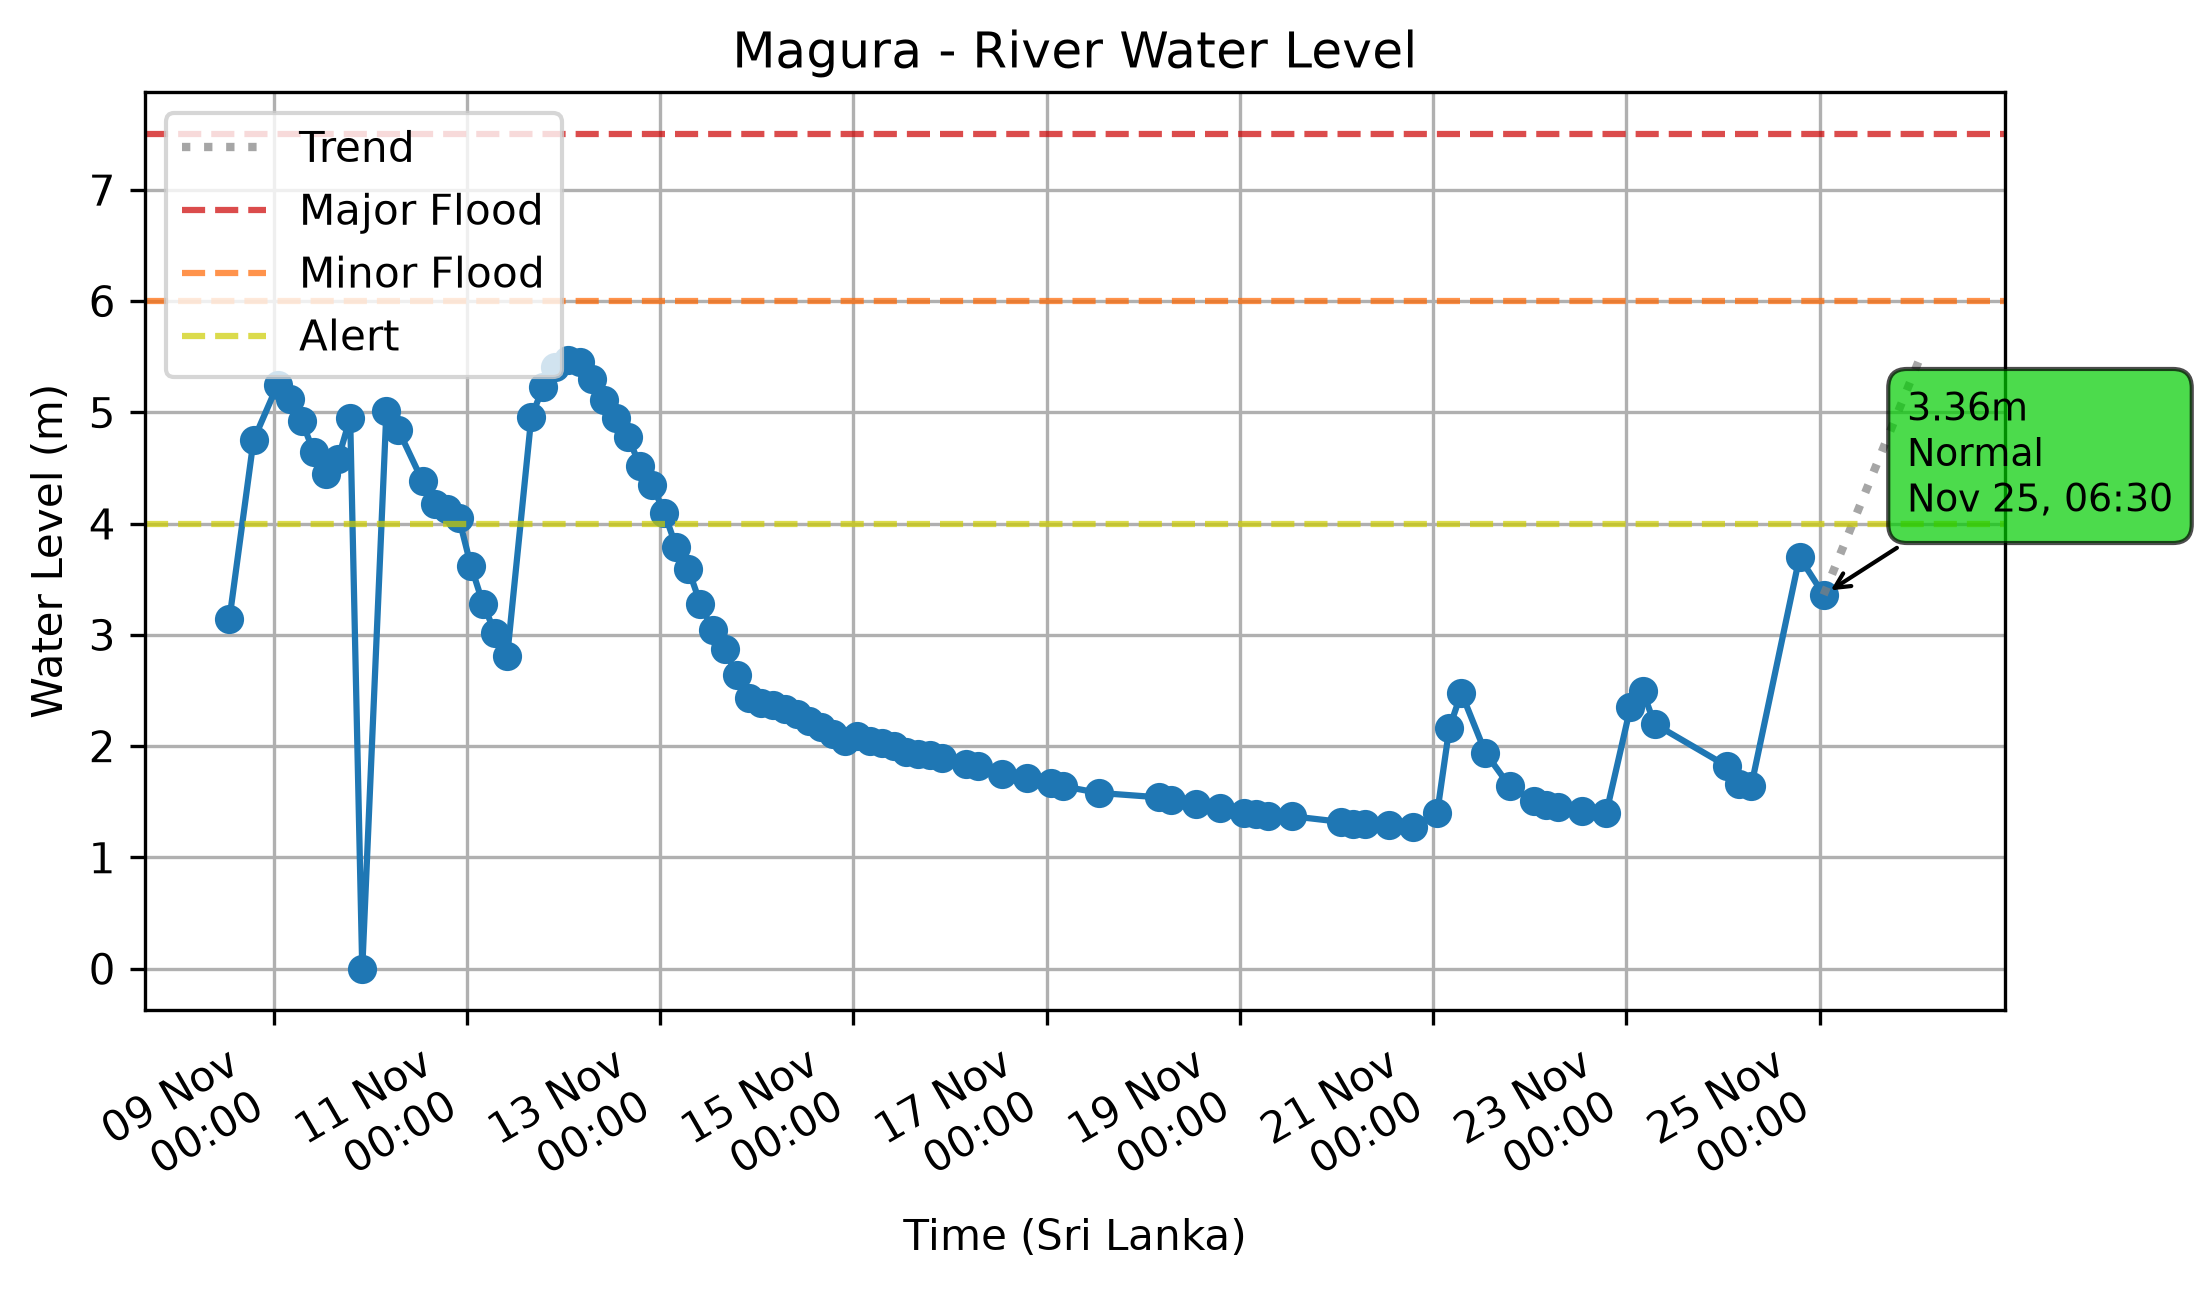 Magura - River Water Level
Trend
Major Flood
Minor Flood
Alert
3.36m
Normal
Nov 25, 06:30
Water Level (m)
7
6
5
4
3
2
1
0
09 Nov
00:00
11 Nov
00:00
13 Nov
00:00
15 Nov
00:00
17 Nov
00:00
19 Nov
00:00
21 Nov
00:00
23 Nov
00:00
25 Nov
00:00
Time (Sri Lanka)